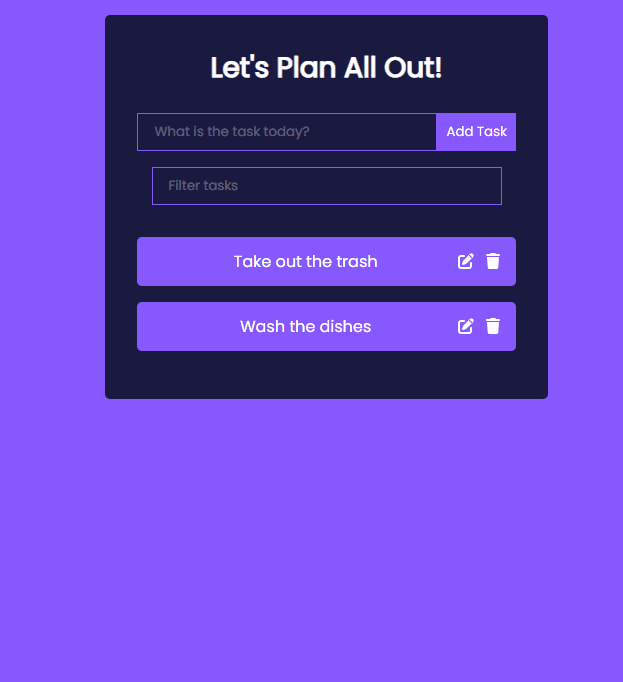 Let's Plan All Out!
What is the task today? Add Task
Filter tasks
Take out the trash
Wash the dishes